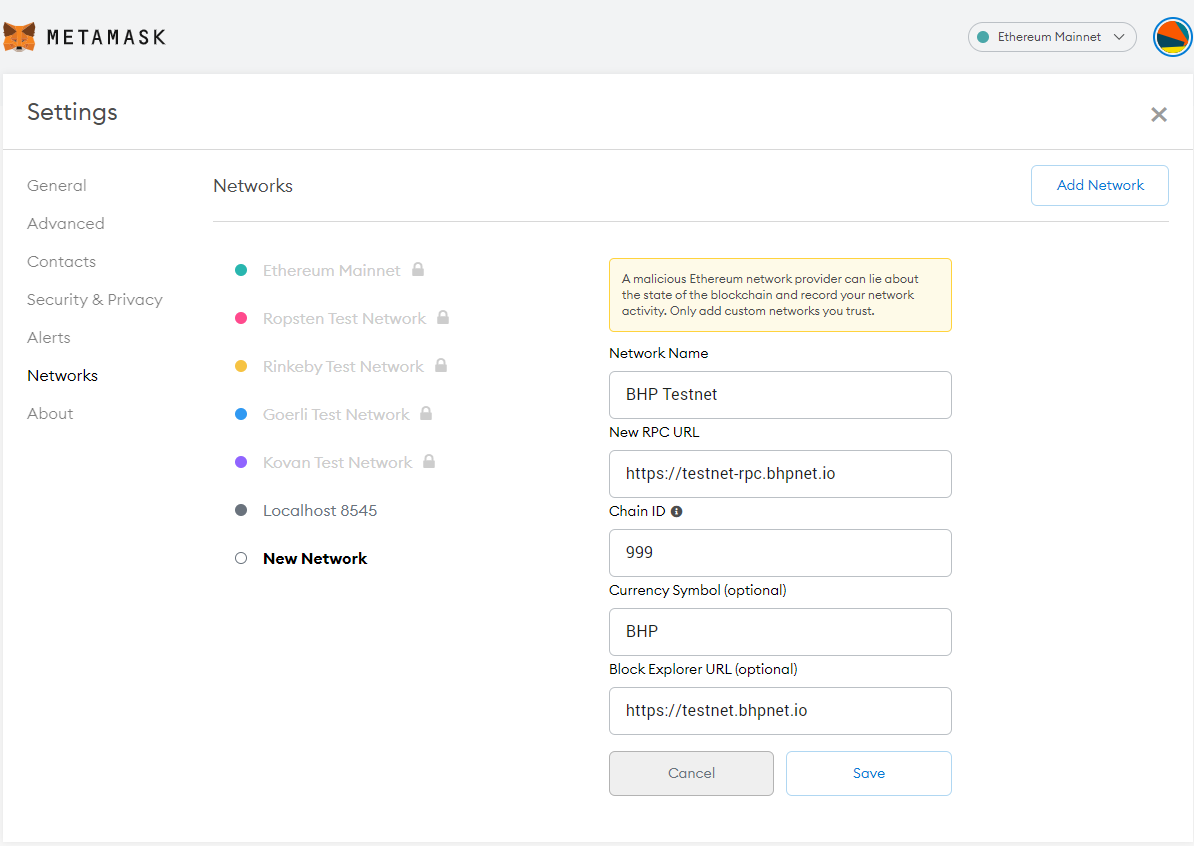 METAMASK
Ethereum Mainnet
Settings
General
Advanced
Contacts
Security & Privacy
Alerts
Networks
About
Networks
Add Network
Ethereum Mainnet
Ropsten Test Network
Rinkeby Test Network
Goerli Test Network
Kovan Test Network
Localhost 8545
New Network
A malicious Ethereum network provider can lie about
the state of the blockchain and record your network
activity. Only add custom networks you trust.
Network Name
BHP Testnet
New RPC URL
https://testnet-rpc.bhpnet.io
Chain ID
999
Currency Symbol (optional)
BHP
Block Explorer URL (optional)
https://testnet.bhpnet.io
Cancel
Save